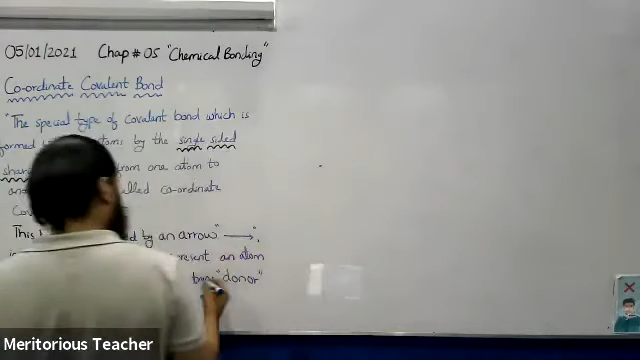 05/01/2021 Chap # 05 "Chemical Bonding"
Co-ordinate Covalent Bond
"The special type of covalent bond which is
formed atoms by the single sided
from one atom to
called co-ordinate
This by an arrow" ⟶".
represent an atom
"donor"
Meritorious Teacher